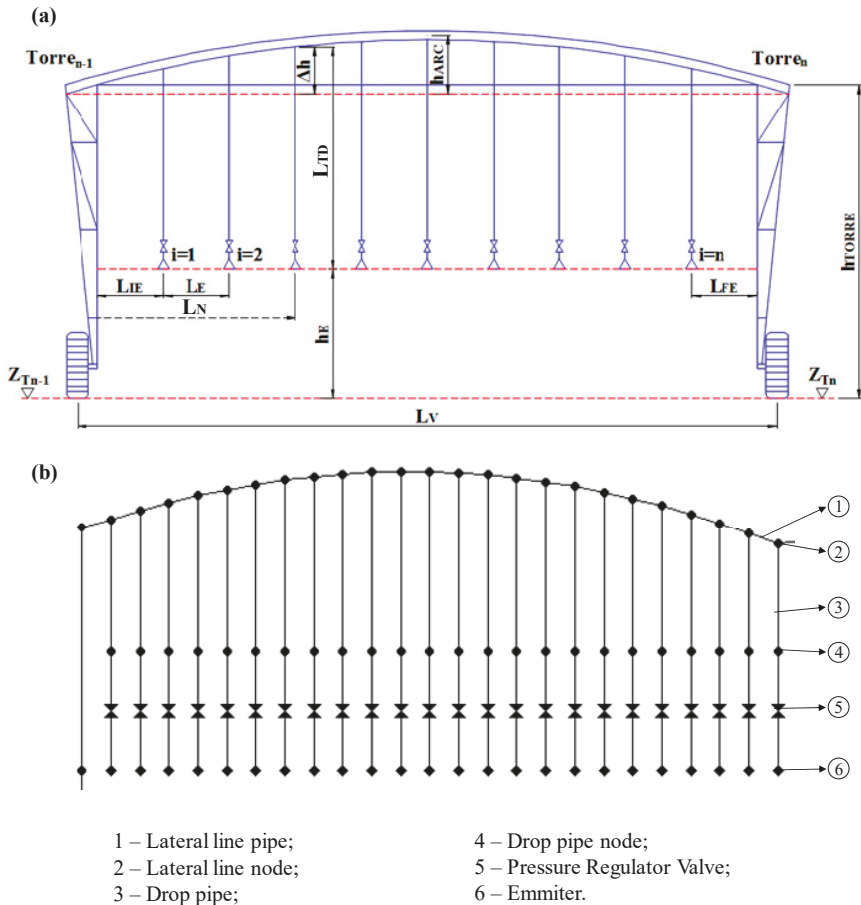 (a)
Torren-1
Torren
Δh
hARC
LTD
i=1
i=2
i=n
LIE
LE
LFE
LN
hE
hTORRE
ZTn-1
ZTn
LV
(b)
1
2
3
4
5
6
1 – Lateral line pipe;
2 – Lateral line node;
3 – Drop pipe;
4 – Drop pipe node;
5 – Pressure Regulator Valve;
6 – Emmiter.